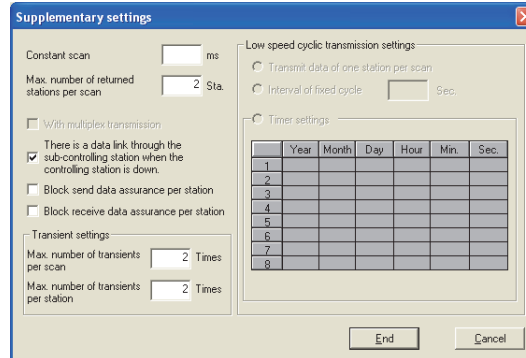 Supplementary settings
Constant scan
ms
Max. number of returned
stations per scan
2
Sta.
With multiplex transmission
There is a data link through the
sub-controlling station when the
controlling station is down.
Block send data assurance per station
Block receive data assurance per station
Transient settings
Max. number of transients
per scan
2
Times
Max. number of transients
per station
2
Times
Low speed cyclic transmission settings
Transmit data of one station per scan
Interval of fixed cycle
Sec.
Timer settings
Year Month Day Hour Min. Sec.
1
2
3
4
5
6
7
8
End
Cancel